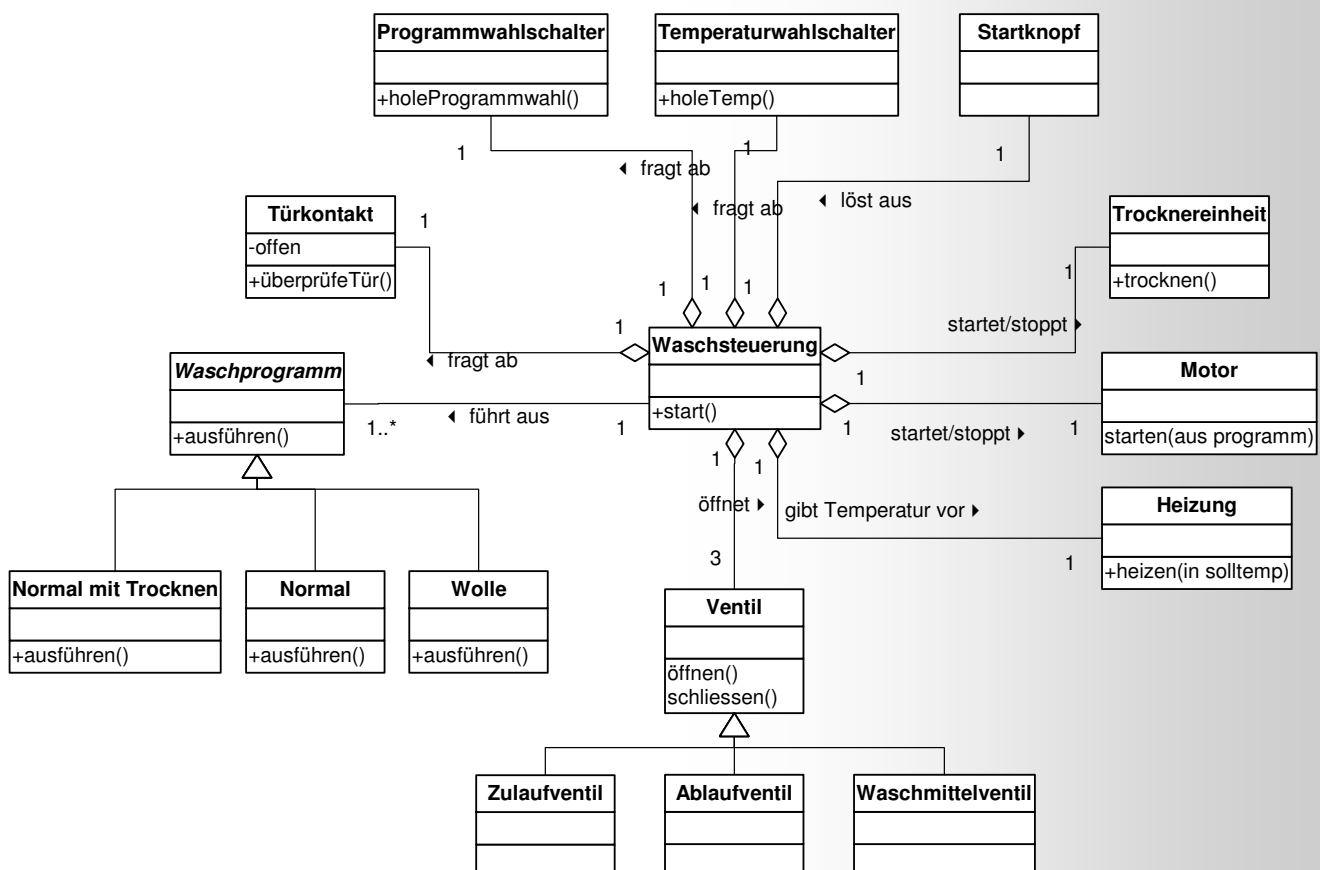 Programmwahlschalter
+holeProgrammwahl()
Temperaturwahlschalter
+holeTemp()
Startknopf
1
1
1
◂ fragt ab
◂ fragt ab
◂ löst aus
Türkontakt
-offen
+überprüfeTür()
1
Trocknereinheit
+trocknen()
1
1
1
1
1
startet/stoppt ▸
Waschsteuerung
+start()
◂ fragt ab
1
Waschprogramm
+ausführen()
1..*
◂ führt aus
1
Motor
starten(aus programm)
1
startet/stoppt ▸
1
1
1
öffnet ▸
gibt Temperatur vor ▸
Heizung
+heizen(in solltemp)
1
3
Normal mit Trocknen
+ausführen()
Normal
+ausführen()
Wolle
+ausführen()
Ventil
öffnen()
schliessen()
Zulaufventil
Ablaufventil
Waschmittelventil